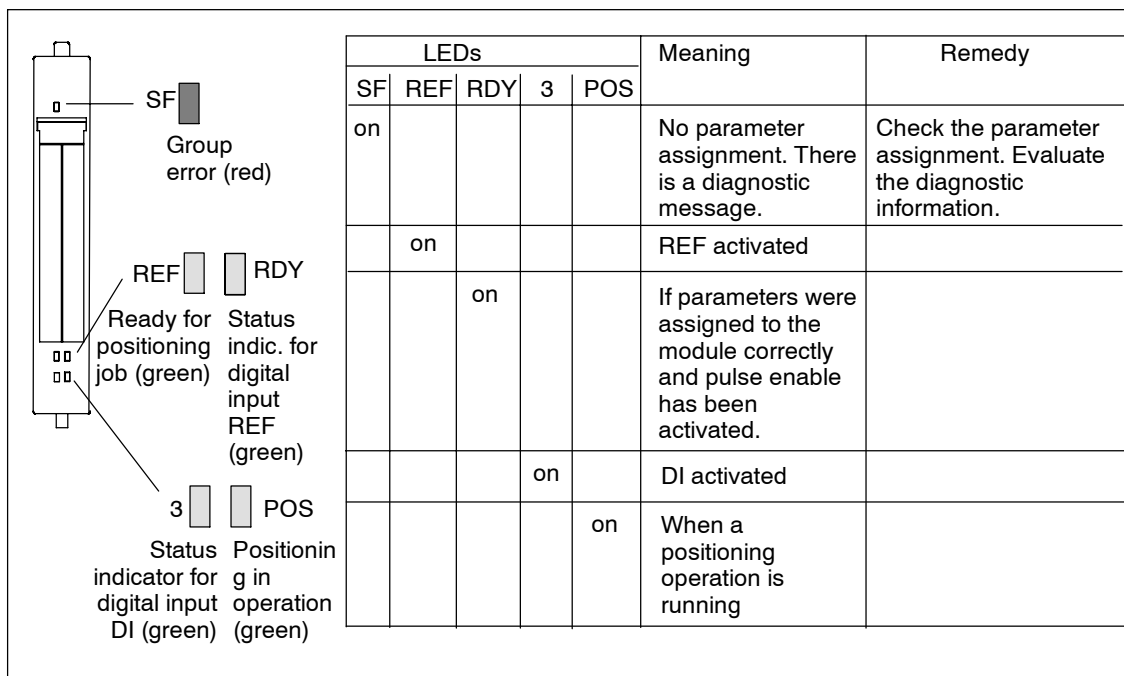 SF
Group
error (red)
REF
RDY
Ready for
positioning
job (green)
Status
indic. for
digital
input
REF
(green)
3
POS
Status
indicator for
digital input
DI (green)
Positionin
g in
operation
(green)
LEDs Meaning Remedy
SF REF RDY 3 POS
on
No parameter
assignment. There
is a diagnostic
message.
Check the parameter
assignment. Evaluate
the diagnostic
information.
on REF activated
on
If parameters were
assigned to the
module correctly
and pulse enable
has been
activated.
on DI activated
on
When a
positioning
operation is
running